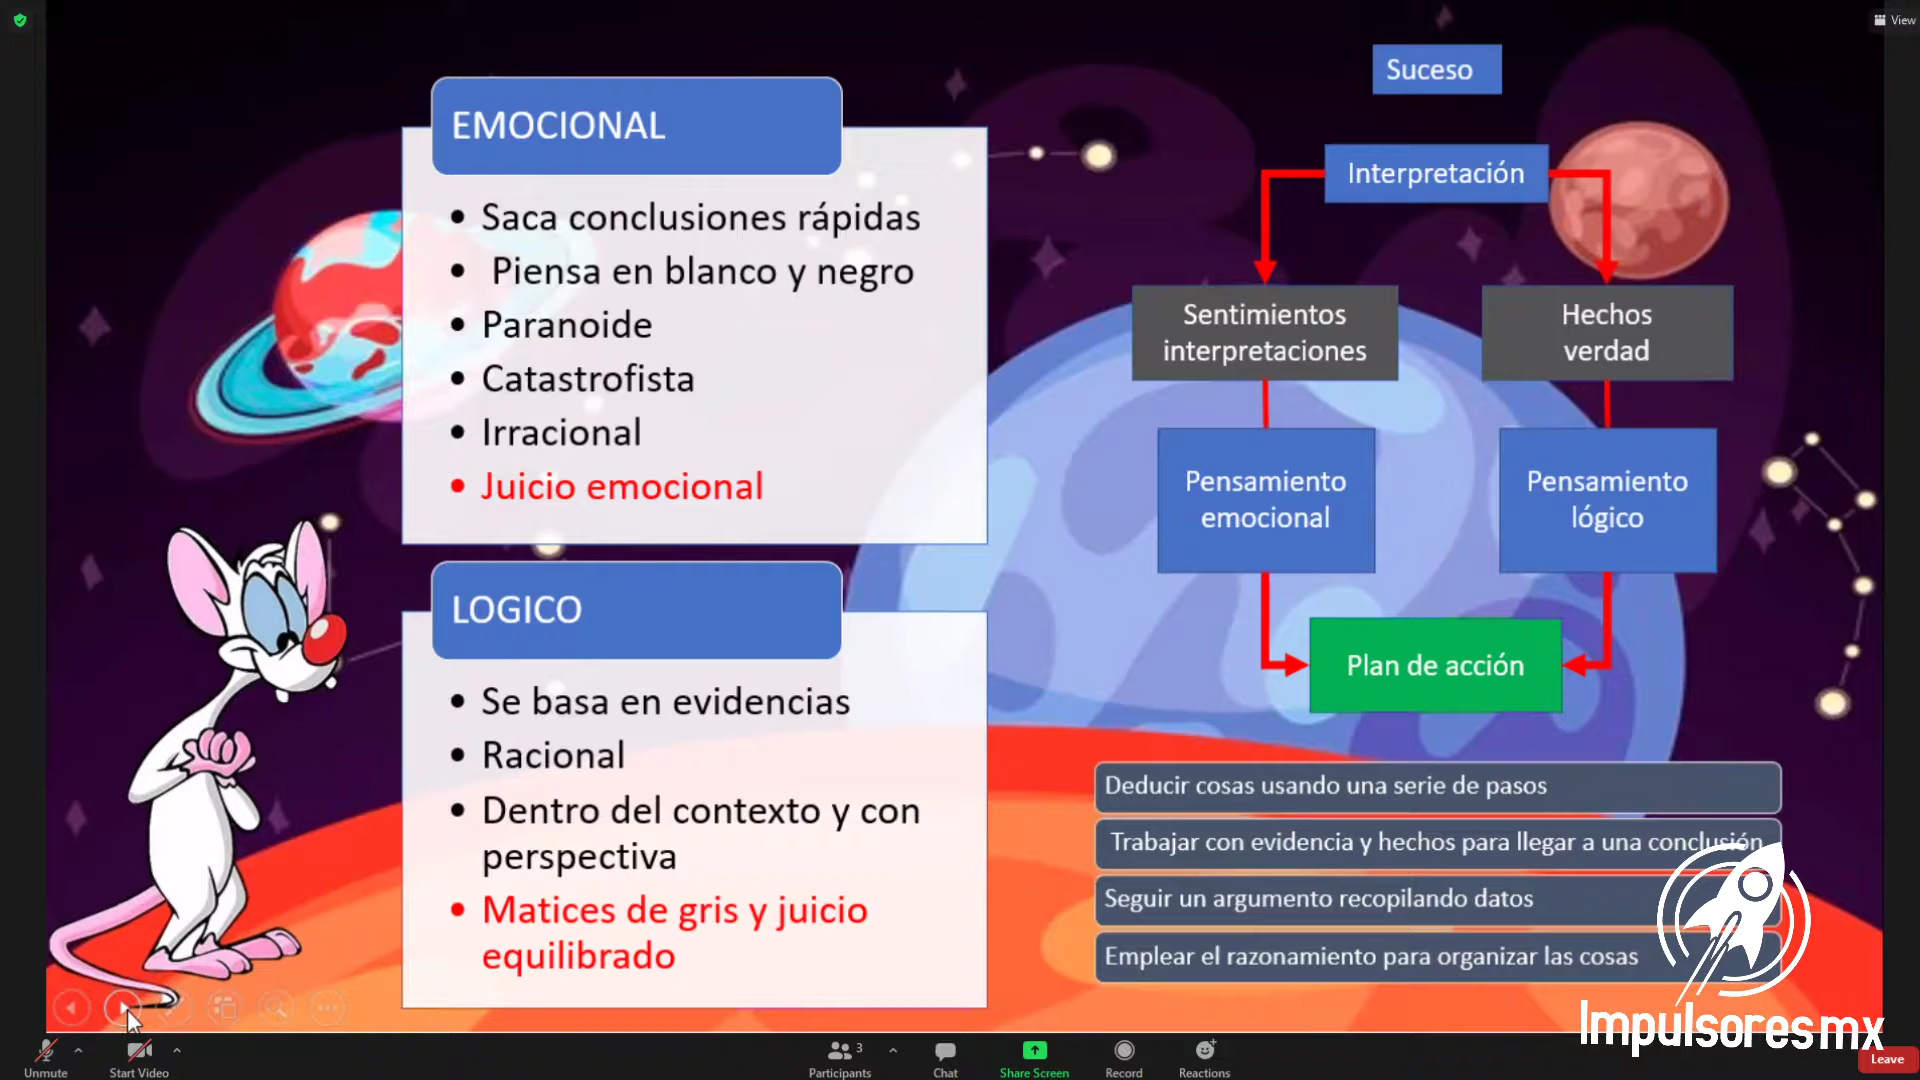 View
Suceso
EMOCIONAL
Interpretación
• Saca conclusiones rápidas
• Piensa en blanco y negro
• Paranoide
• Catastrofista
• Irracional
• Juicio emocional
Sentimientos
interpretaciones
Hechos
verdad
Pensamiento
emocional
Pensamiento
lógico
Plan de acción
LOGICO
• Se basa en evidencias
• Racional
• Dentro del contexto y con
perspectiva
• Matices de gris y juicio
equilibrado
Deducir cosas usando una serie de pasos
Trabajar con evidencia y hechos para llegar a una conclusión
Seguir un argumento recopilando datos
Emplear el razonamiento para organizar las cosas
Impulsoresmx
Unmute
Start Video
3
Participants
Chat
Share Screen
Record
Reactions
Leave